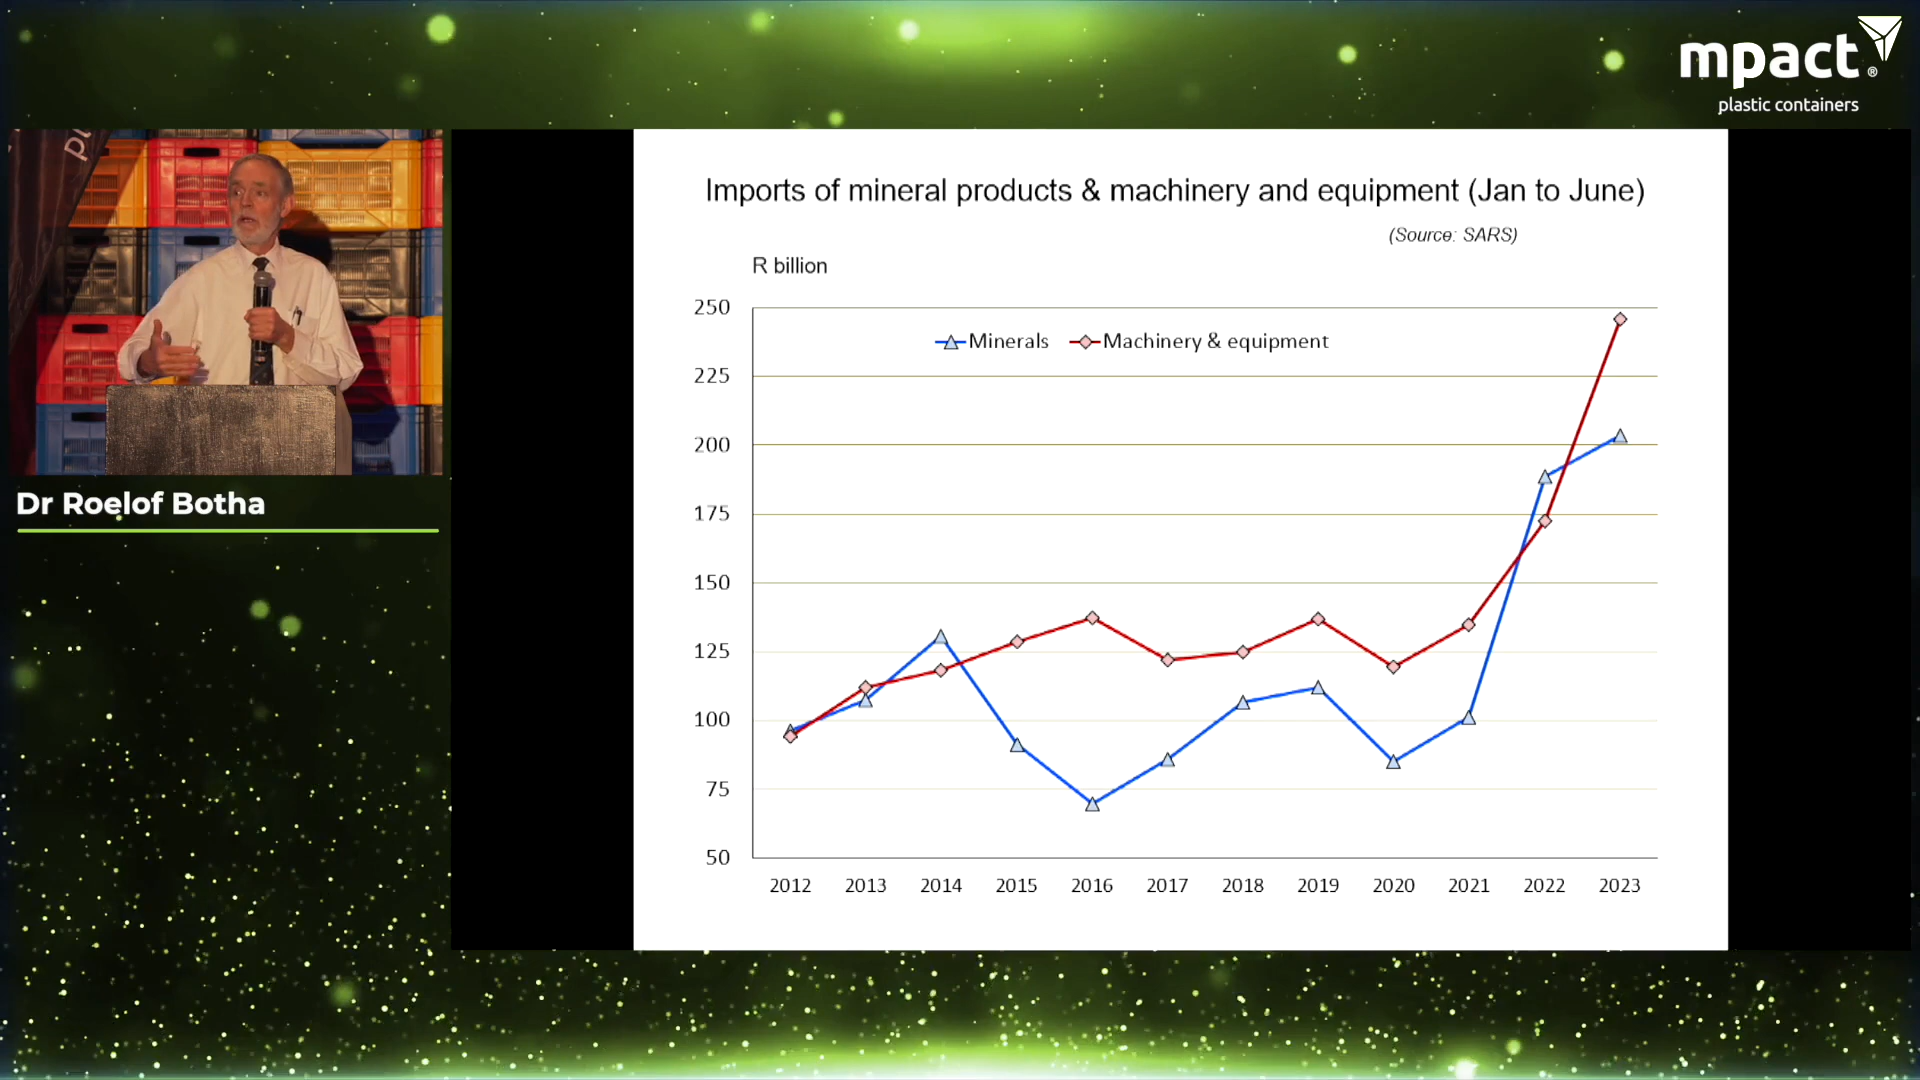 mpact®
plastic containers
pl
Dr Roelof Botha
Imports of mineral products & machinery and equipment (Jan to June)
(Source: SARS)
R billion
Minerals
Machinery & equipment
250
225
200
175
150
125
100
75
50
2012 2013 2014 2015 2016 2017 2018 2019 2020 2021 2022 2023